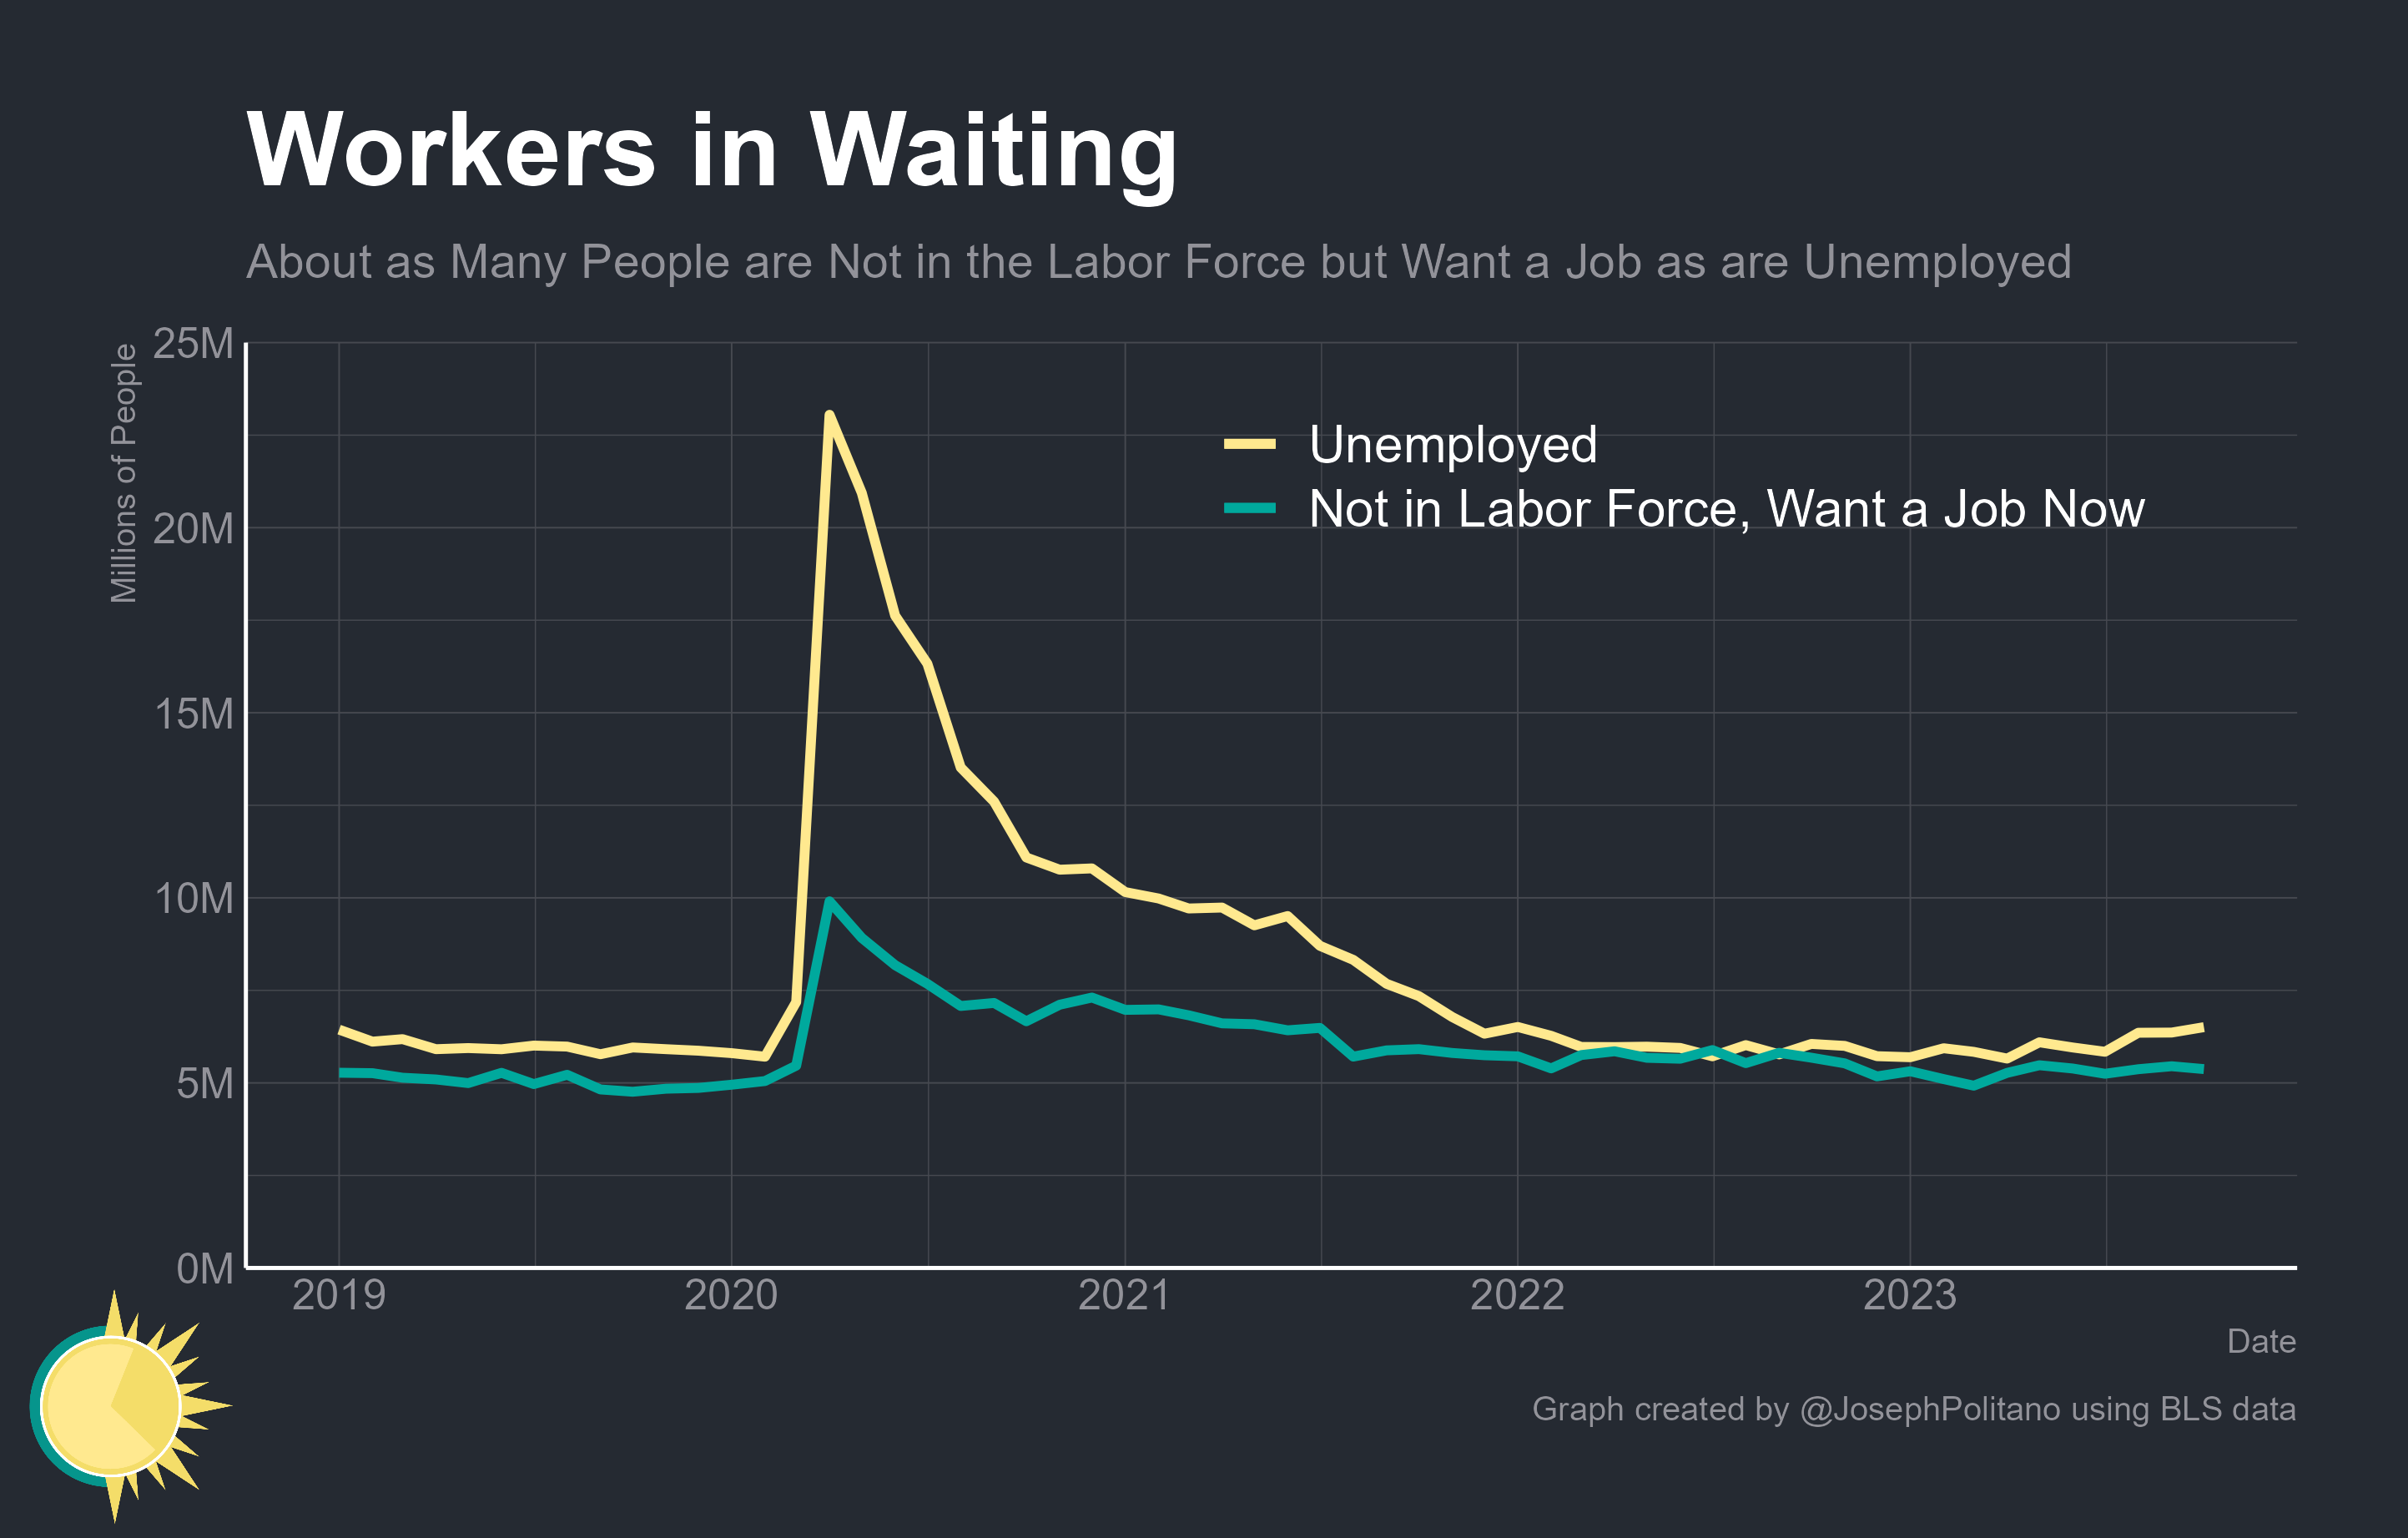 Workers in Waiting
About as Many People are Not in the Labor Force but Want a Job as are Unemployed
Millions of People
25M
20M
15M
10M
5M
0M
Unemployed
Not in Labor Force, Want a Job Now
2019 2020 2021 2022 2023
Date
Graph created by @JosephPolitano using BLS data